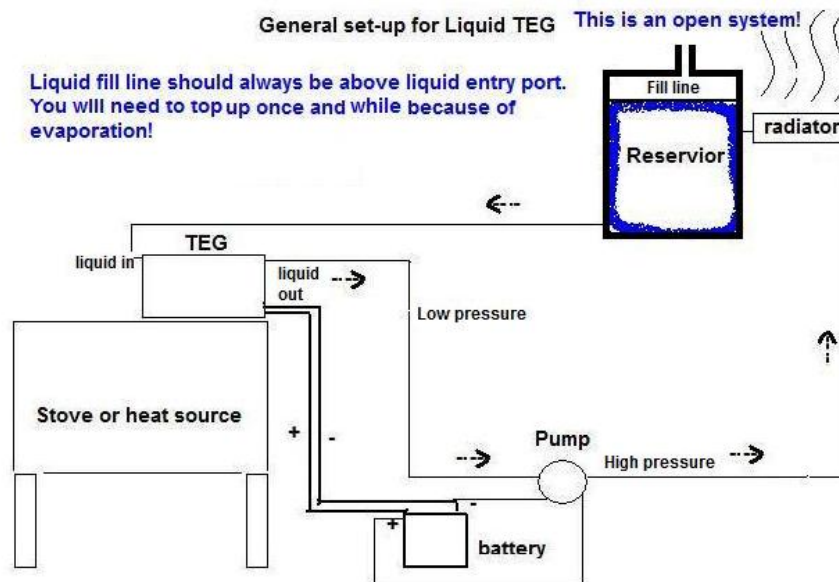 General set-up for Liquid TEG
This is an open system!
Liquid fill line should always be above liquid entry port.
You will need to top up once and while because of
evaporation!
Fill line
radiator
Reservior
TEG
liquid in
liquid
out
Low pressure
Stove or heat source
+
-
Pump
High pressure
-
+
battery